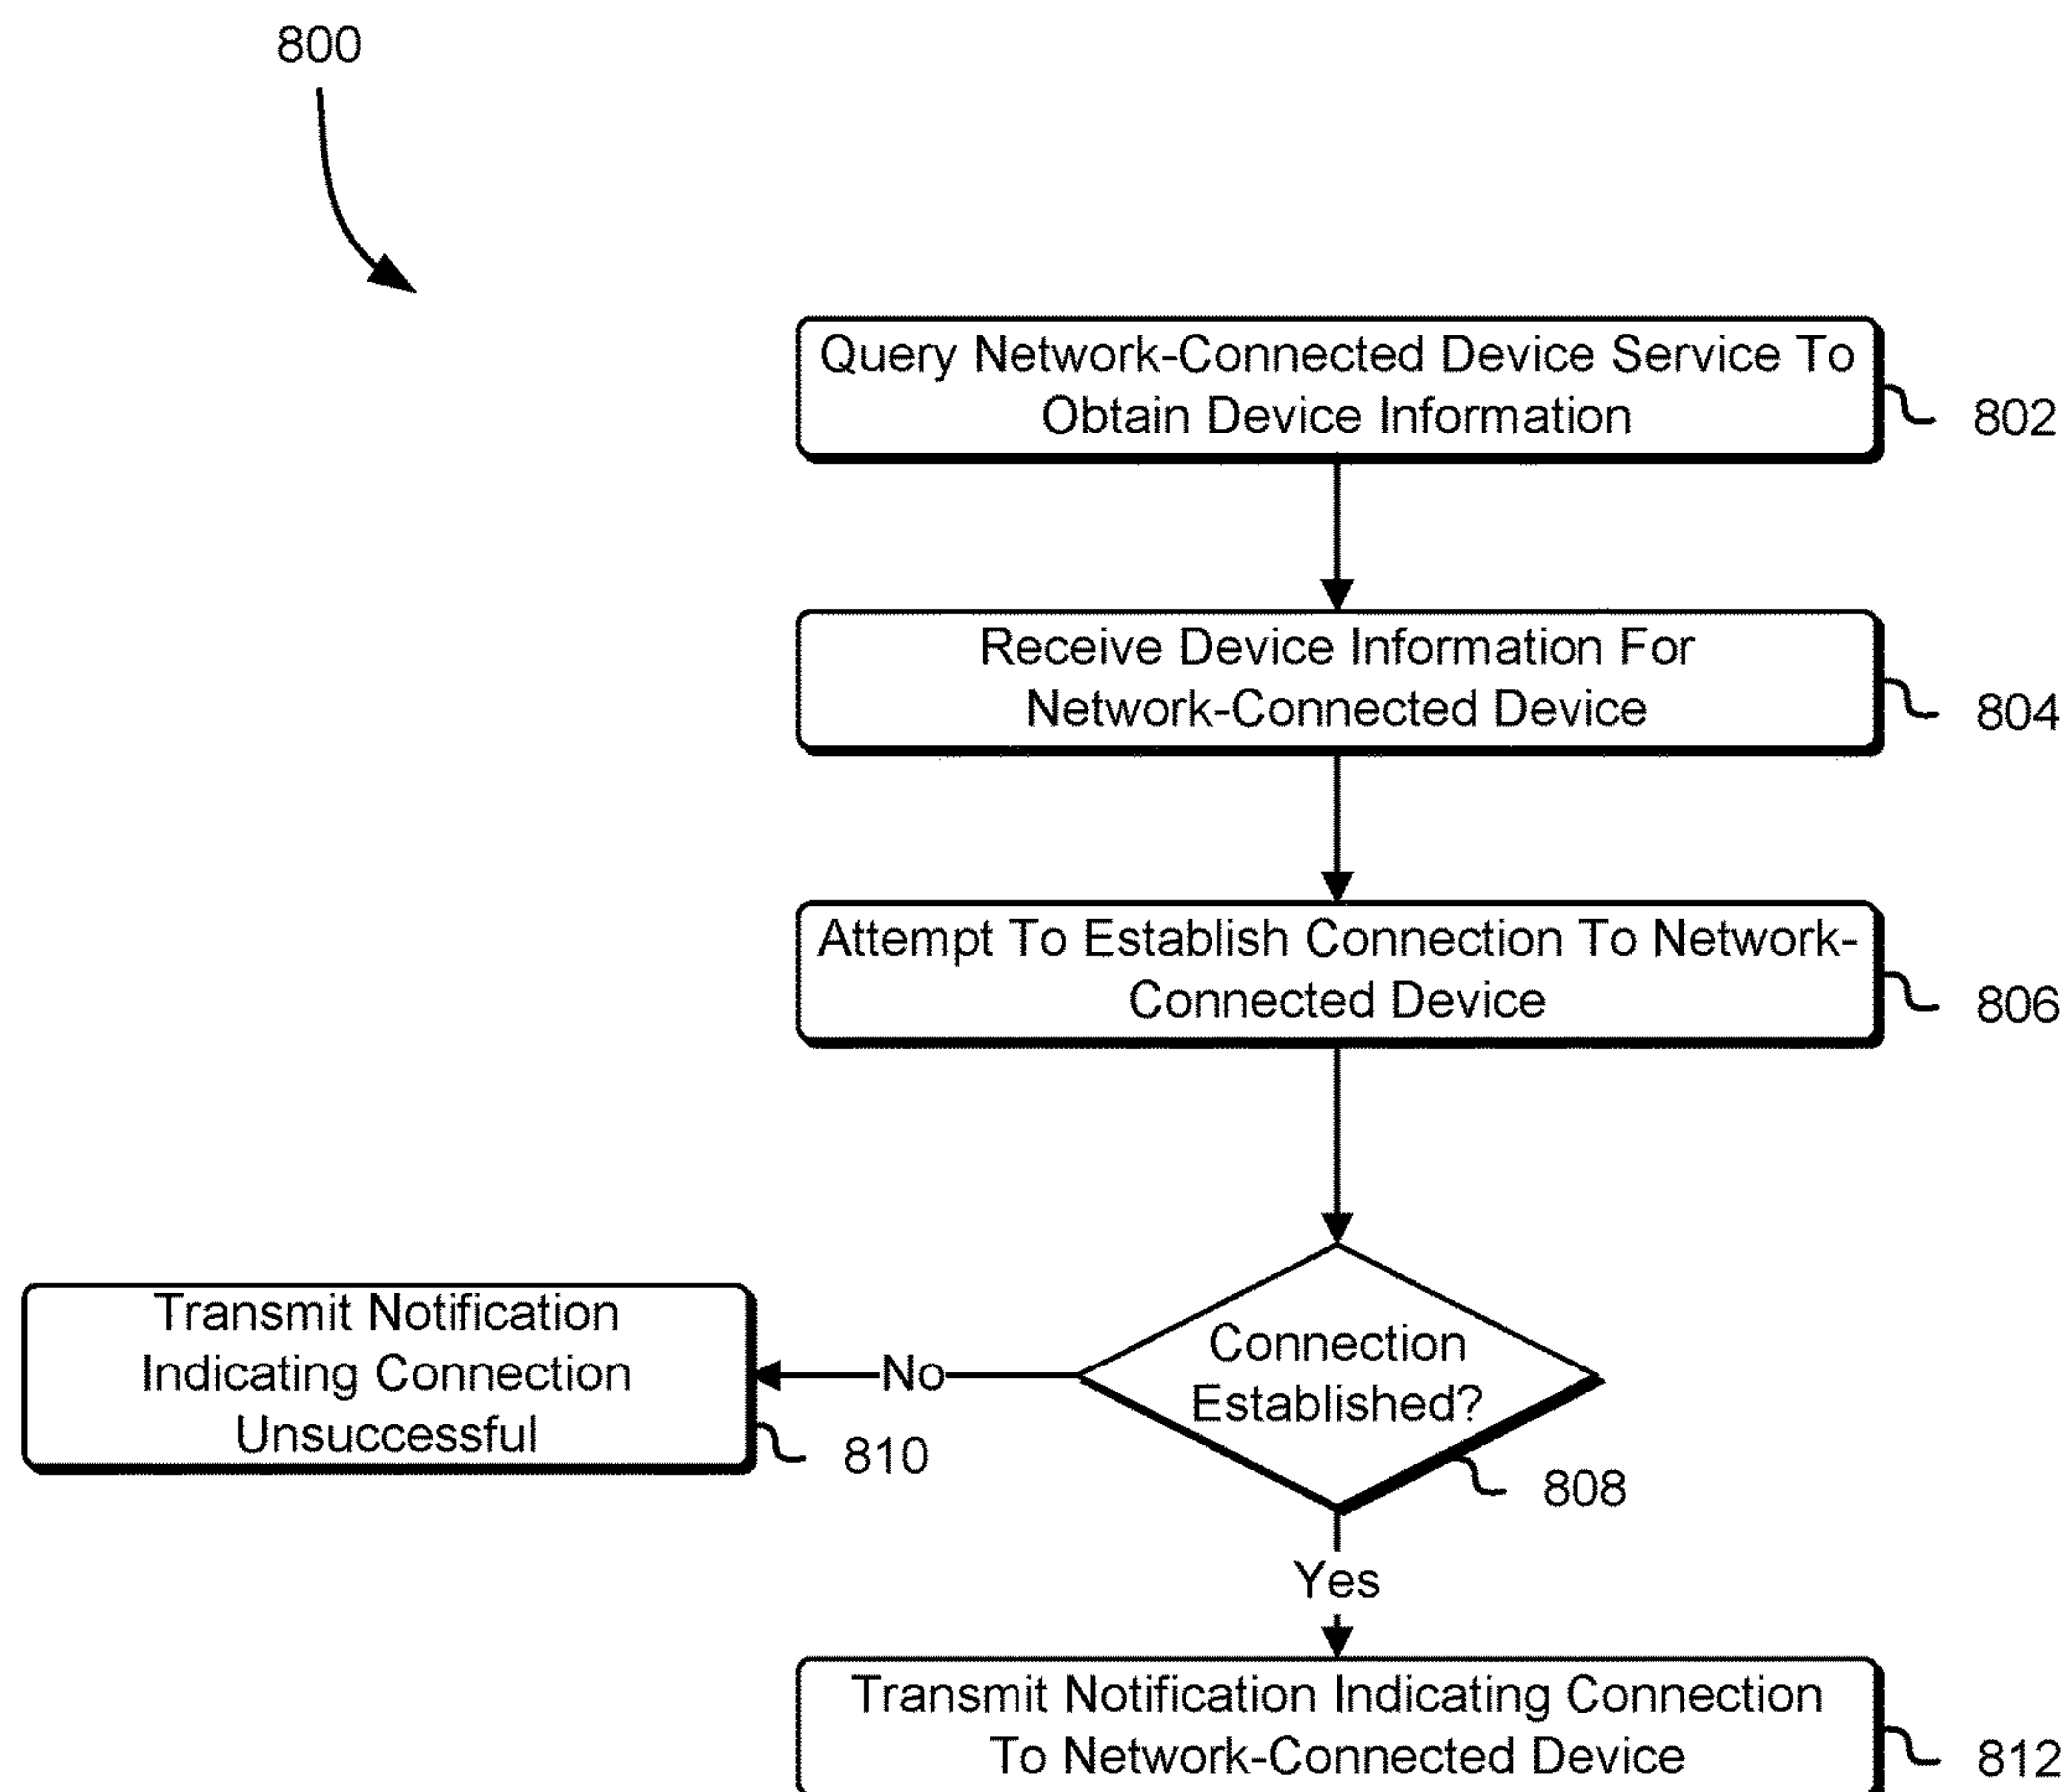 800
Query Network-Connected Device Service To
Obtain Device Information
802
Receive Device Information For
Network-Connected Device
804
Attempt To Establish Connection To Network-
Connected Device
806
Connection
Established?
808
No
Transmit Notification
Indicating Connection
Unsuccessful
810
Yes
Transmit Notification Indicating Connection
To Network-Connected Device
812